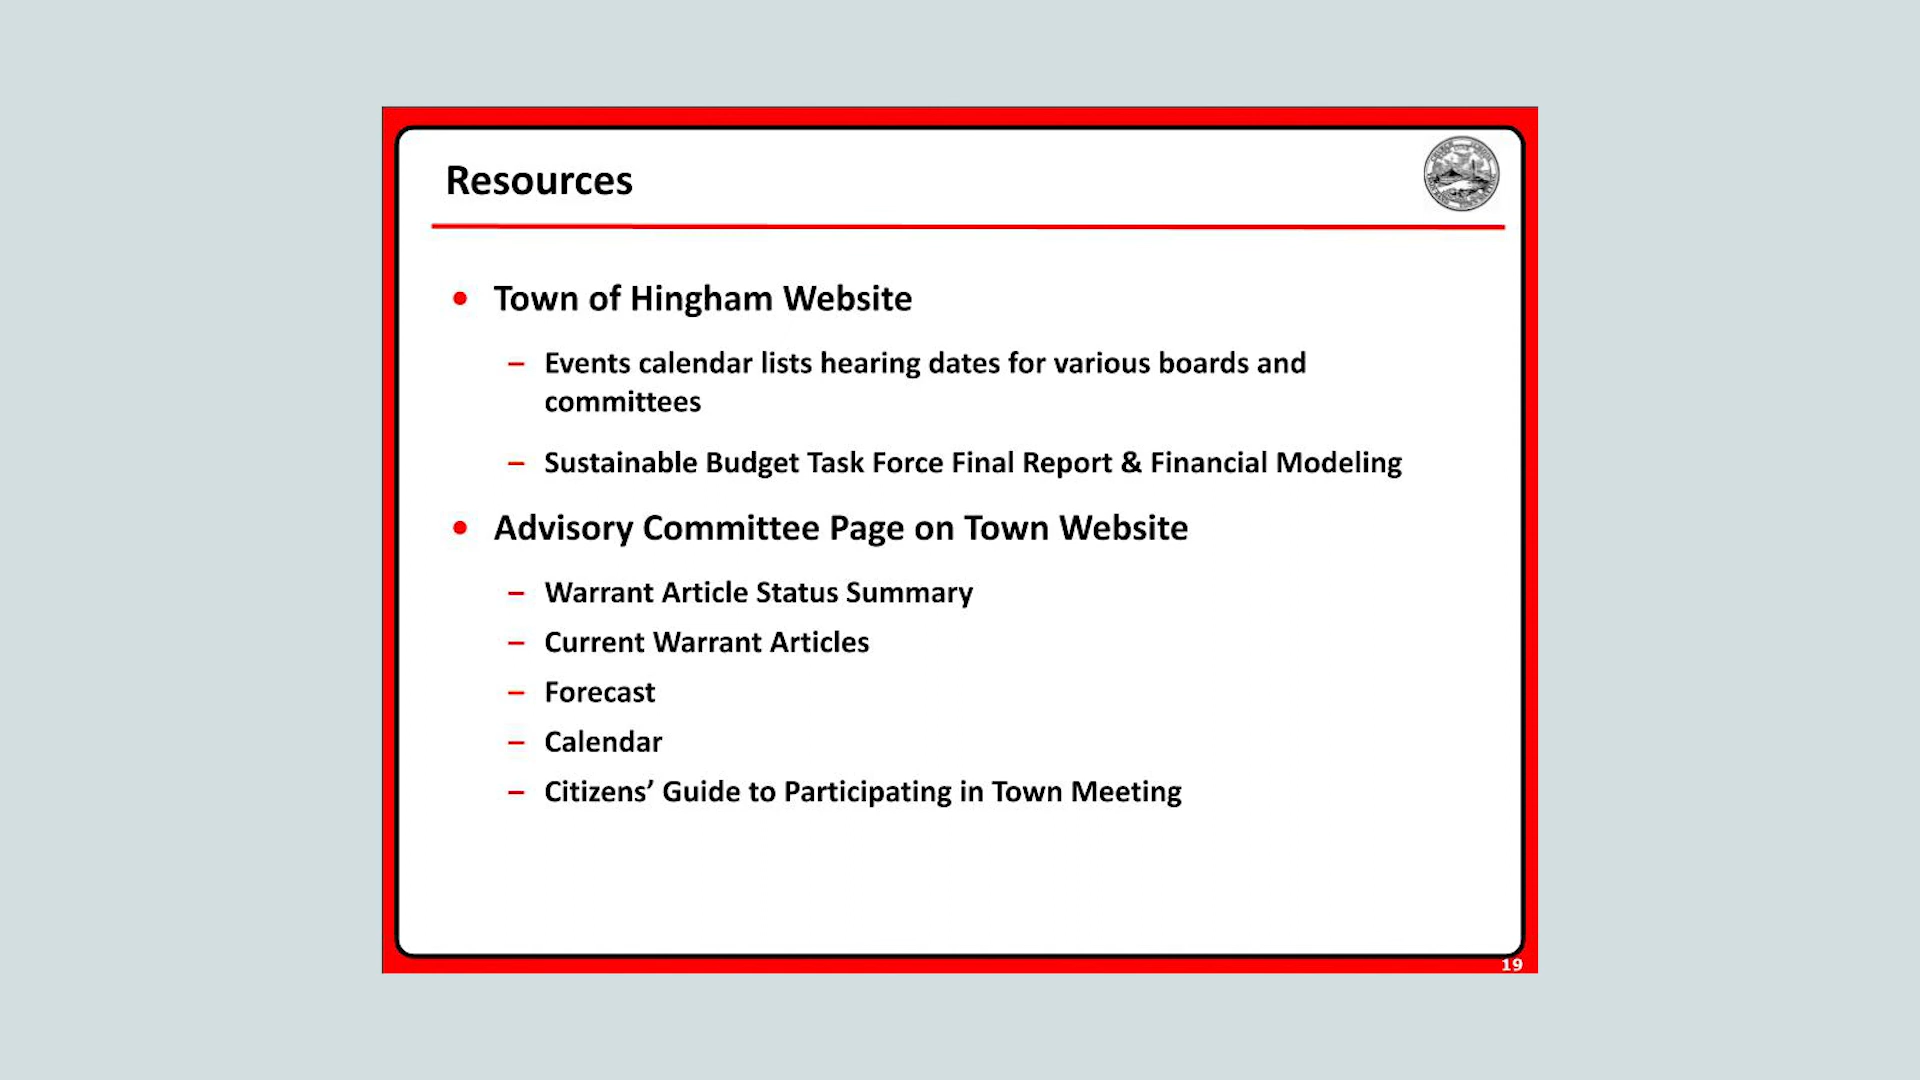 Resources
• Town of Hingham Website
– Events calendar lists hearing dates for various boards and
committees
– Sustainable Budget Task Force Final Report & Financial Modeling
• Advisory Committee Page on Town Website
– Warrant Article Status Summary
– Current Warrant Articles
– Forecast
– Calendar
– Citizens’ Guide to Participating in Town Meeting
19